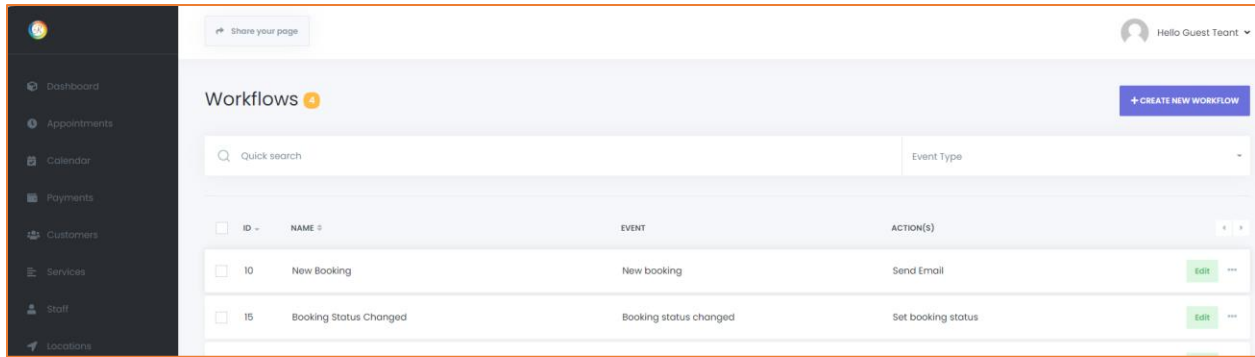 Share your page
Hello Guest Teant
Dashboard
Workflows 4
+ CREATE NEW WORKFLOW
Appointments
Calendar
Quick search
Event Type
Payments
Customers
ID NAME EVENT ACTION(S)
Services
10 New Booking New booking Send Email Edit ...
Staff
15 Booking Status Changed Booking status changed Set booking status Edit ...
Locations